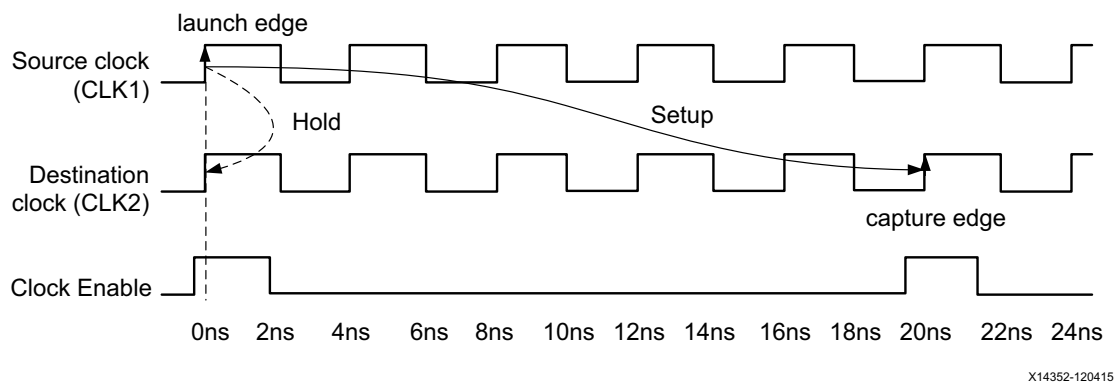 launch edge
Source clock
(CLK1)
Hold
Setup
Destination
clock (CLK2)
capture edge
Clock Enable
0ns 2ns 4ns 6ns 8ns 10ns 12ns 14ns 16ns 18ns 20ns 22ns 24ns
X14352-120415